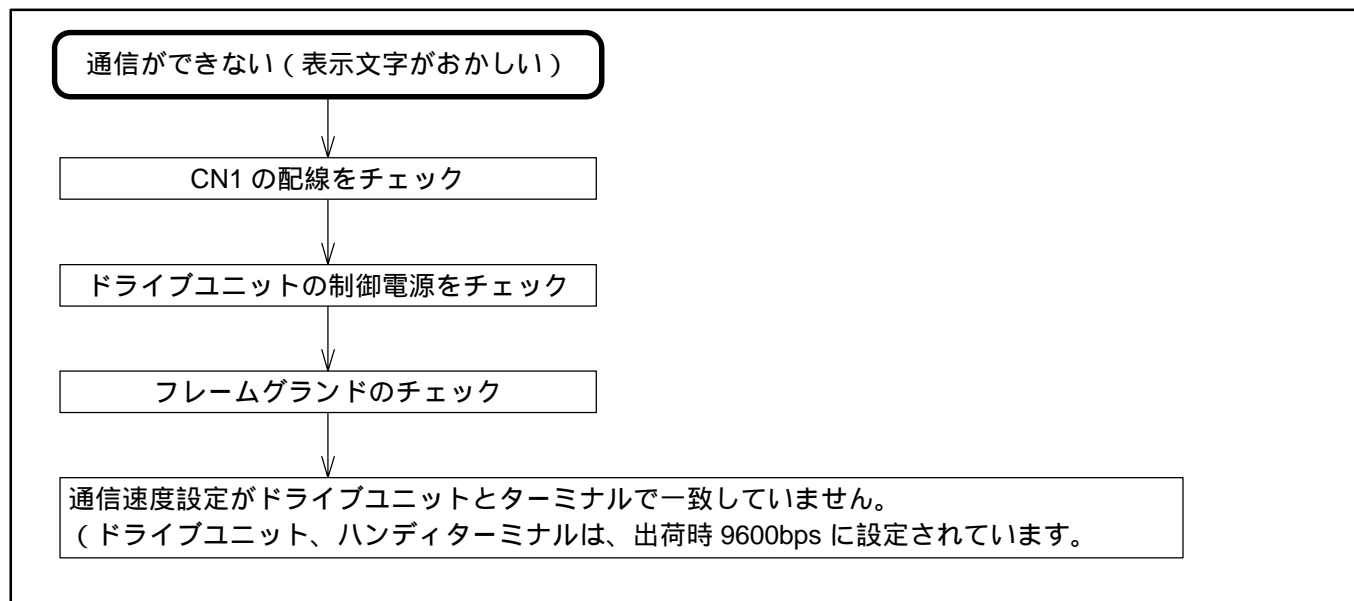 通信ができない（表示文字がおかしい）
CN1 の配線をチェック
ドライブユニットの制御電源をチェック
フレームグランドのチェック
通信速度設定がドライブユニットとターミナルで一致していません。
（ドライブユニット、ハンディターミナルは、出荷時 9600bps に設定されています。